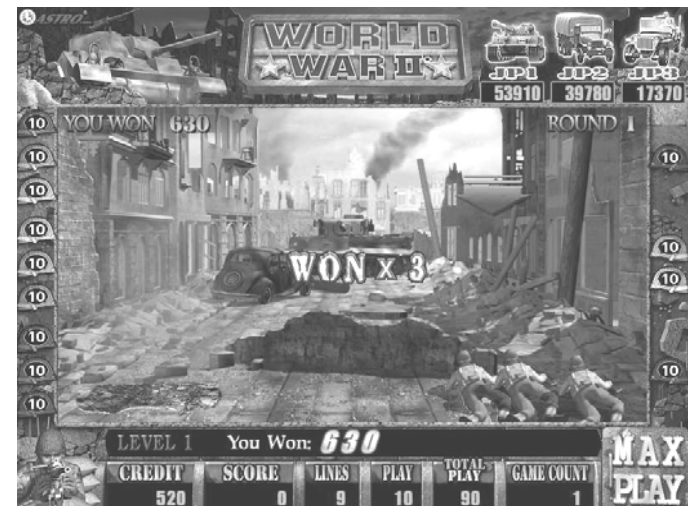 ASTRO
WORLD
WAR II
JP1 JP2 JP3
53910 39780 17370
YOU WON 630
ROUND 1
10
10
10
10
10
10
10
10
10
10
10
10
WON x 3
LEVEL 1 You Won: 630
CREDIT SCORE LINES PLAY TOTAL PLAY GAME COUNT
520 0 9 10 90 1
MAX
PLAY